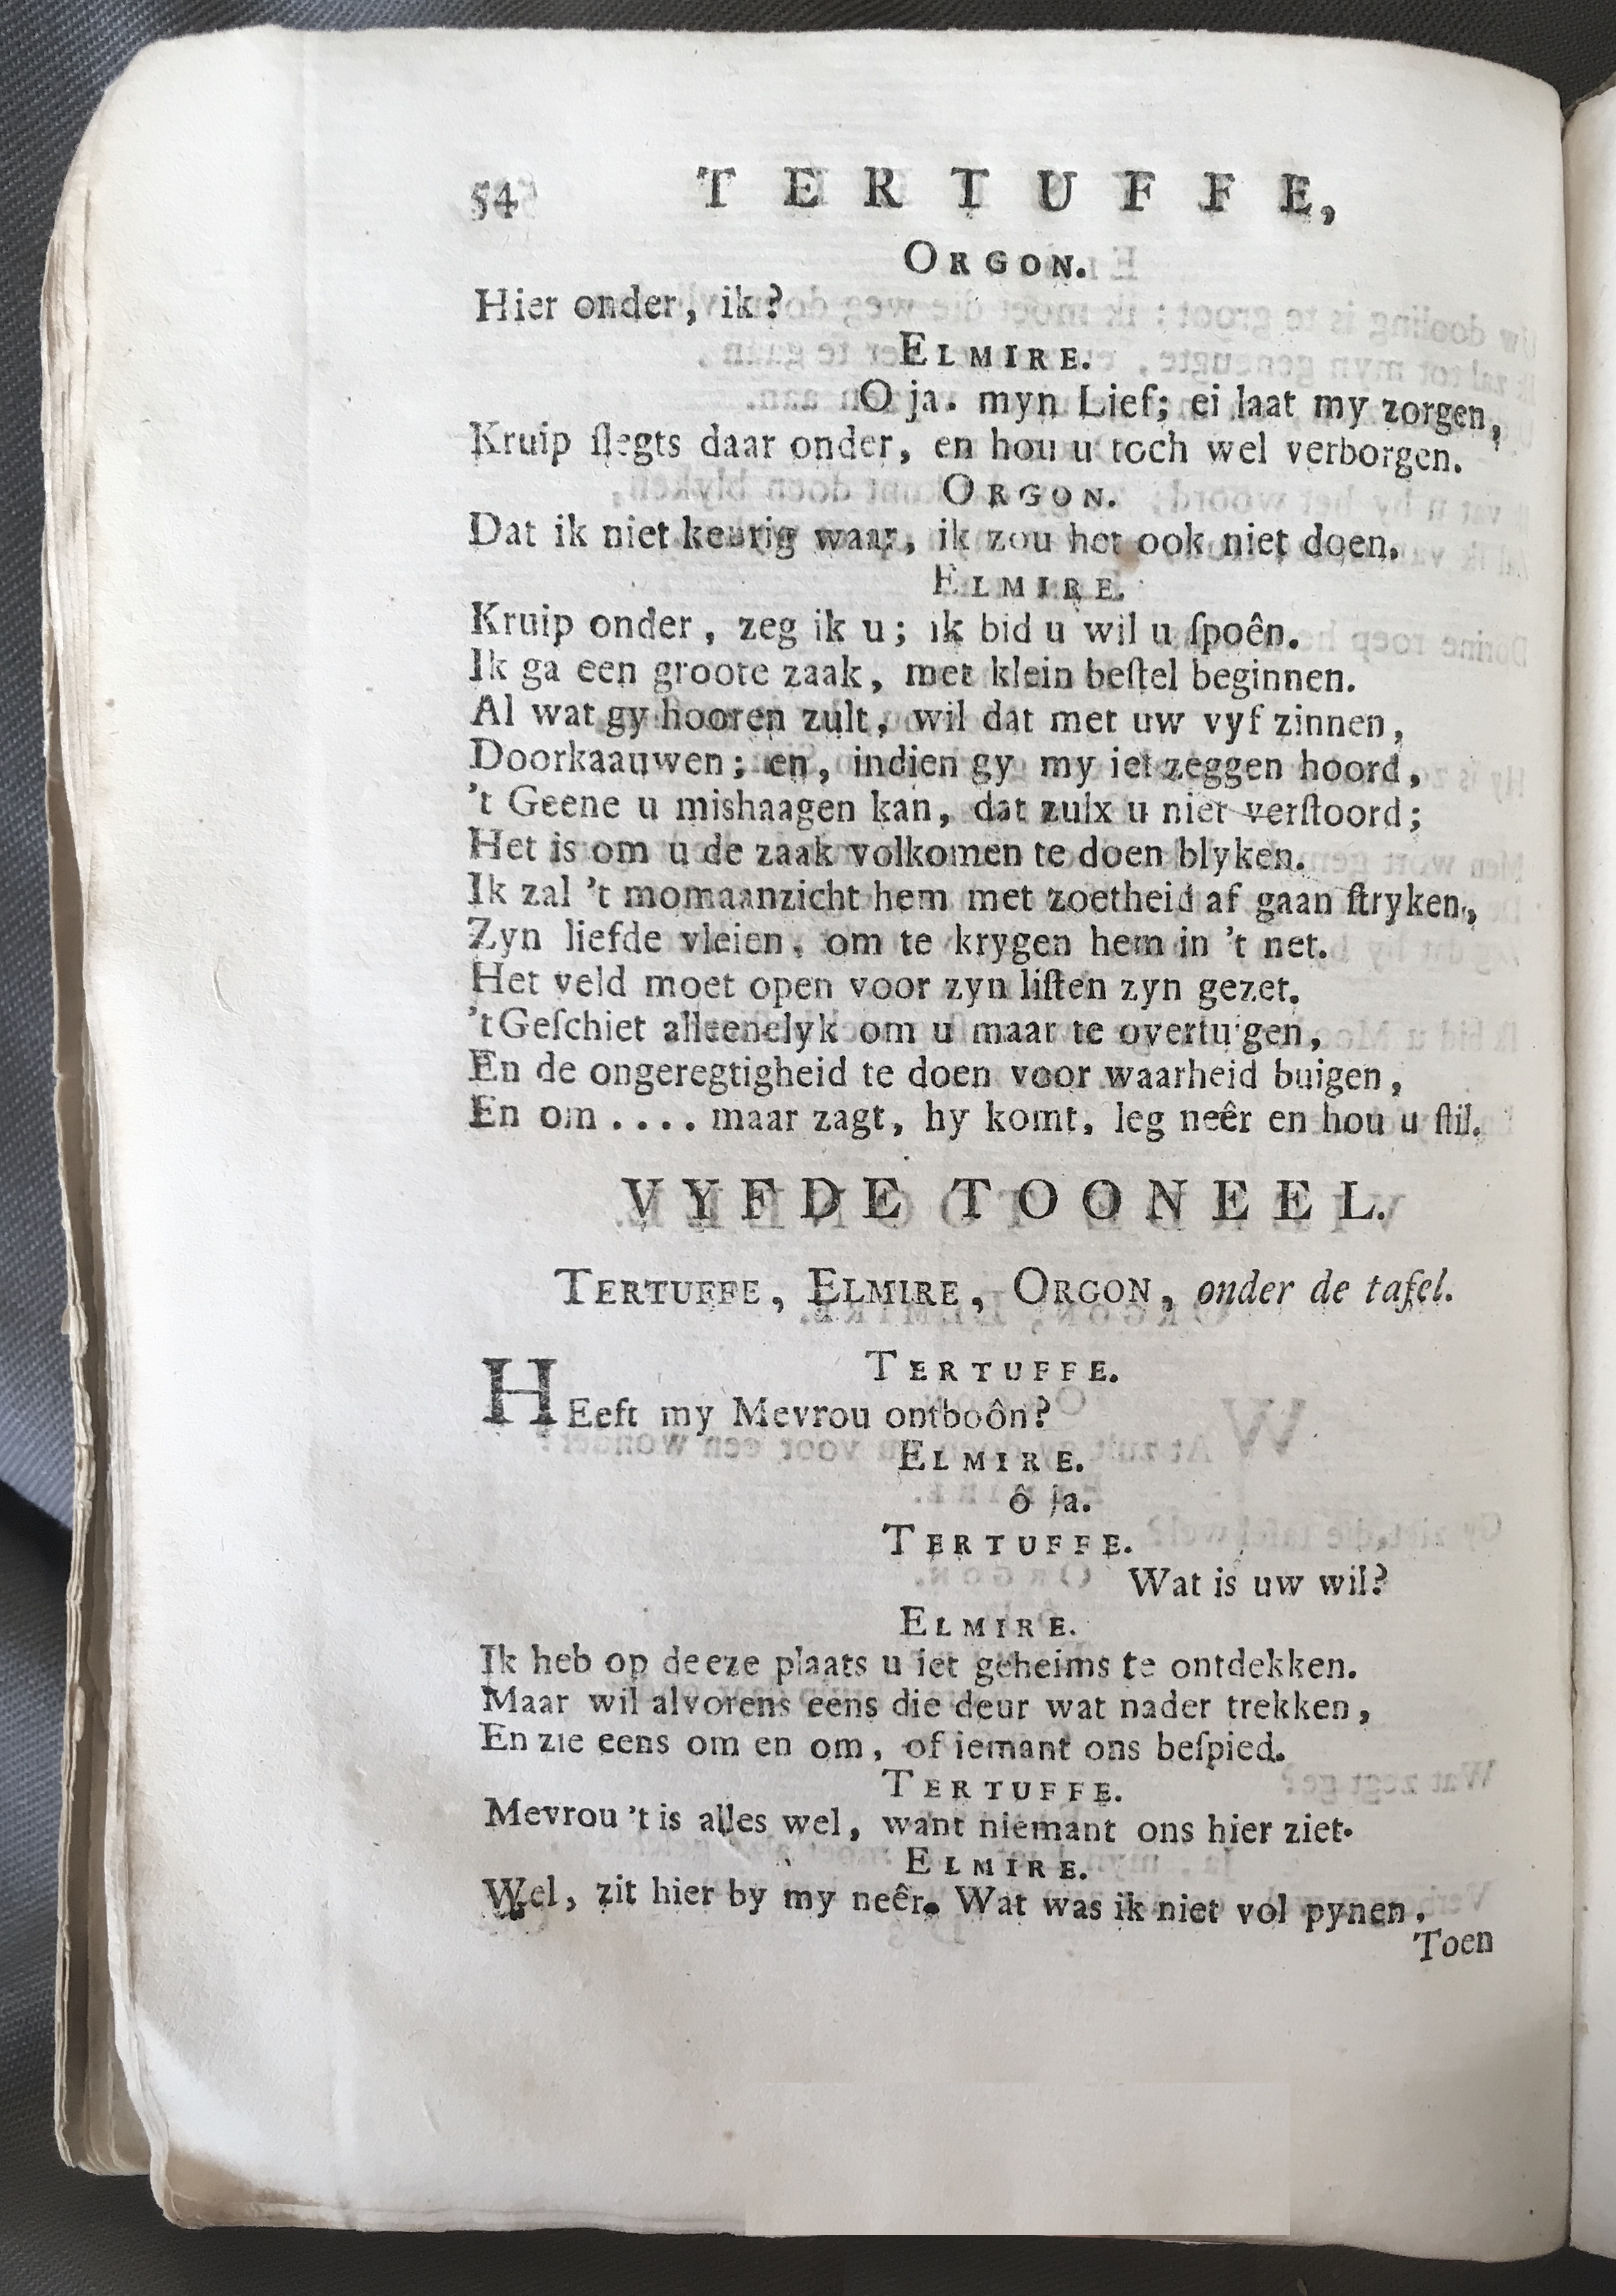 54 TERTUFFE,
ORGON.
Hier onder, ik?
ELMIRE.
O ja. myn Lief; ei laat my zorgen,
Kruip ſlegts daar onder, en hou u toch wel verborgen.
ORGON.
Dat ik niet keurig waar, ik zou het ook niet doen.
ELMIRE.
Kruip onder, zeg ik u; ik bid u wil u ſpoên.
Ik ga een groote zaak, met klein beſtel beginnen.
Al wat gy hooren zult, wil dat met uw vyf zinnen,
Doorkaauwen; en, indien gy my iet zeggen hoord,
't Geene u mishaagen kan, dat zulx u niet verſtoord;
Het is om u de zaak volkomen te doen blyken.
Ik zal 't momaanzicht hem met zoetheid af gaan ſtryken,
Zyn liefde vleien, om te krygen hem in 't net.
Het veld moet open voor zyn liſten zyn gezet.
't Geſchiet alleenelyk om u maar te overtuigen,
En de ongeregtigheid te doen voor waarheid buigen,
En om .... maar zagt, hy komt, leg neêr en hou u ſtil.
VYFDE TOONEEL.
TERTUFFE, ELMIRE, ORGON, onder de tafel.
TERTUFFE.
HEeft my Mevrou ontboôn?
ELMIRE.
ô Ja.
TERTUFFE.
Wat is uw wil?
ELMIRE.
Ik heb op deeze plaats u iet geheims te ontdekken.
Maar wil alvorens eens die deur wat nader trekken,
En zie eens om en om, of iemant ons beſpied.
TERTUFFE.
Mevrou 't is alles wel, want niemant ons hier ziet.
ELMIRE.
Wel, zit hier by my neêr. Wat was ik niet vol pynen,
Toen